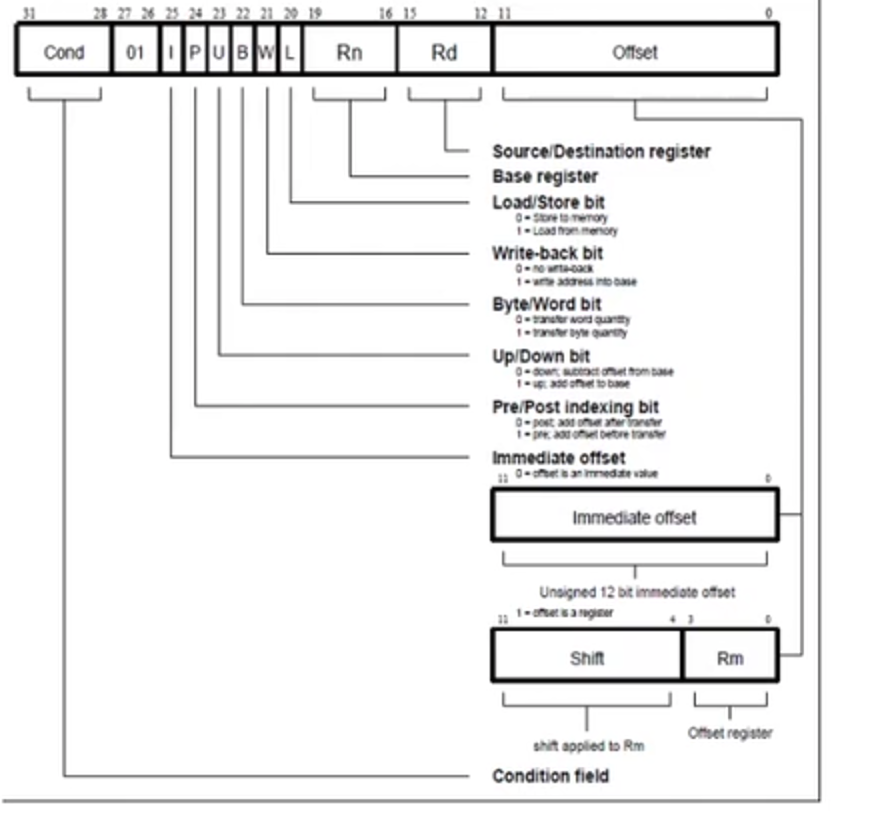 31 28 27 26 25 24 23 22 21 20 19 16 15 12 11 0
Cond 01 I P U B W L Rn Rd Offset
Source/Destination register
Base register
Load/Store bit
0 = Store to memory
1 = Load from memory
Write-back bit
0 = no write-back
1 = write address into base
Byte/Word bit
0 = transfer word quantity
1 = transfer byte quantity
Up/Down bit
0 = down; subtract offset from base
1 = up; add offset to base
Pre/Post indexing bit
0 = post; add offset after transfer
1 = pre; add offset before transfer
Immediate offset
0 = offset is an immediate value
11 0
Immediate offset
Unsigned 12 bit immediate offset
1 = offset is a register
11 4 3 0
Shift Rm
shift applied to Rm
Offset register
Condition field